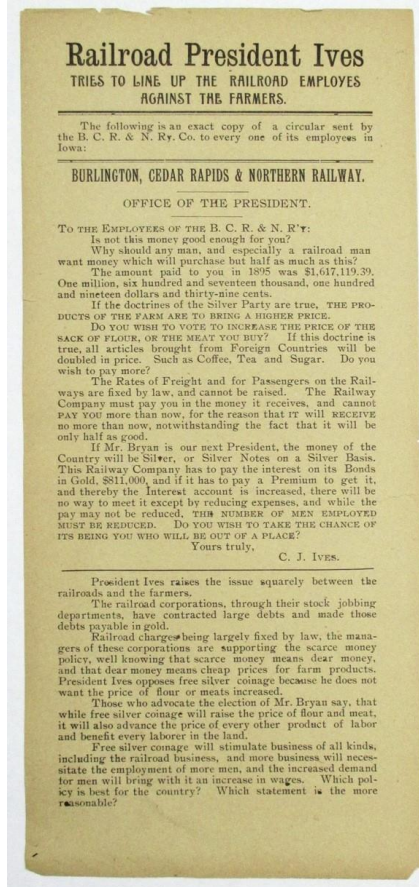 Railroad President Ives
TRIES TO LINE UP THE RAILROAD EMPLOYES
AGAINST THE FARMERS.
The following is an exact copy of a circular sent by
the B. C. R. & N. Ry. Co. to every one of its employees in
Iowa:
BURLINGTON, CEDAR RAPIDS & NORTHERN RAILWAY.
OFFICE OF THE PRESIDENT.
To the Employees of the B. C. R. & N. R'y:
Is not this money good enough for you?
Why should any man, and especially a railroad man
want money which will purchase but half as much as this?
The amount paid to you in 1895 was $1,617,119.39.
One million, six hundred and seventeen thousand, one hundred
and nineteen dollars and thirty-nine cents.
If the doctrines of the Silver Party are true, THE PRO-
DUCTS OF THE FARM ARE TO BRING A HIGHER PRICE.
DO YOU WISH TO VOTE TO INCREASE THE PRICE OF THE
SACK OF FLOUR, OR THE MEAT YOU BUY? If this doctrine is
true, all articles brought from Foreign Countries will be
doubled in price. Such as Coffee, Tea and Sugar. Do you
wish to pay more?
The Rates of Freight and for Passengers on the Rail-
ways are fixed by law, and cannot be raised. The Railway
Company must pay you in the money it receives, and cannot
PAY YOU more than now, for the reason that IT will RECEIVE
no more than now, notwithstanding the fact that it will be
only half as good.
If Mr. Bryan is our next President, the money of the
Country will be Silver, or Silver Notes on a Silver Basis.
This Railway Company has to pay the interest on its Bonds
in Gold, $811,000, and if it has to pay a Premium to get it,
and thereby the Interest account is increased, there will be
no way to meet it except by reducing expenses, and while the
pay may not be reduced, THE NUMBER OF MEN EMPLOYED
MUST BE REDUCED. DO YOU WISH TO TAKE THE CHANCE OF
ITS BEING YOU WHO WILL BE OUT OF A PLACE?
Yours truly,
C. J. Ives.
President Ives raises the issue squarely between the
railroads and the farmers.
The railroad corporations, through their stock jobbing
departments, have contracted large debts and made those
debts payable in gold.
Railroad charges being largely fixed by law, the mana-
gers of these corporations are supporting the scarce money
policy, well knowing that scarce money means dear money,
and that dear money means cheap prices for farm products.
President Ives opposes free silver coinage because he does not
want the price of flour or meats increased.
Those who advocate the election of Mr. Bryan say, that
while free silver coinage will raise the price of flour and meat,
it will also advance the price of every other product of labor
and benefit every laborer in the land.
Free silver coinage will stimulate business of all kinds,
including the railroad business, and more business will neces-
sitate the employment of more men, and the increased demand
for men will bring with it an increase in wages. Which pol-
icy is best for the country? Which statement is the more
reasonable?